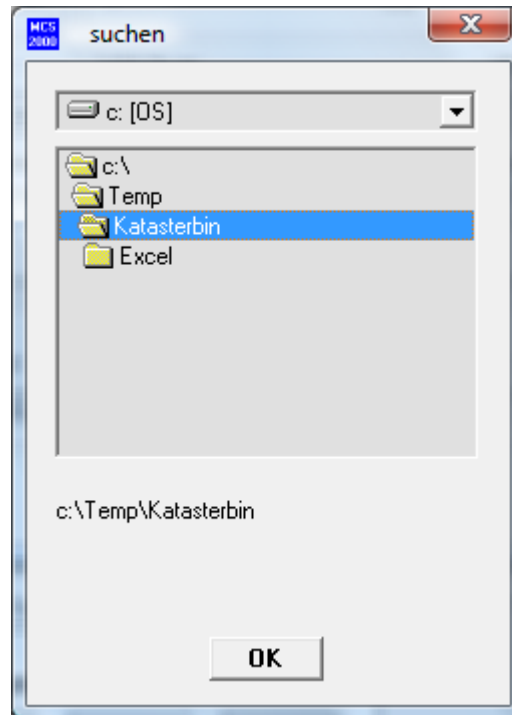 MCS
2000
suchen
c: [OS]
c:\
Temp
Katasterbin
Excel
c:\Temp\Katasterbin
OK